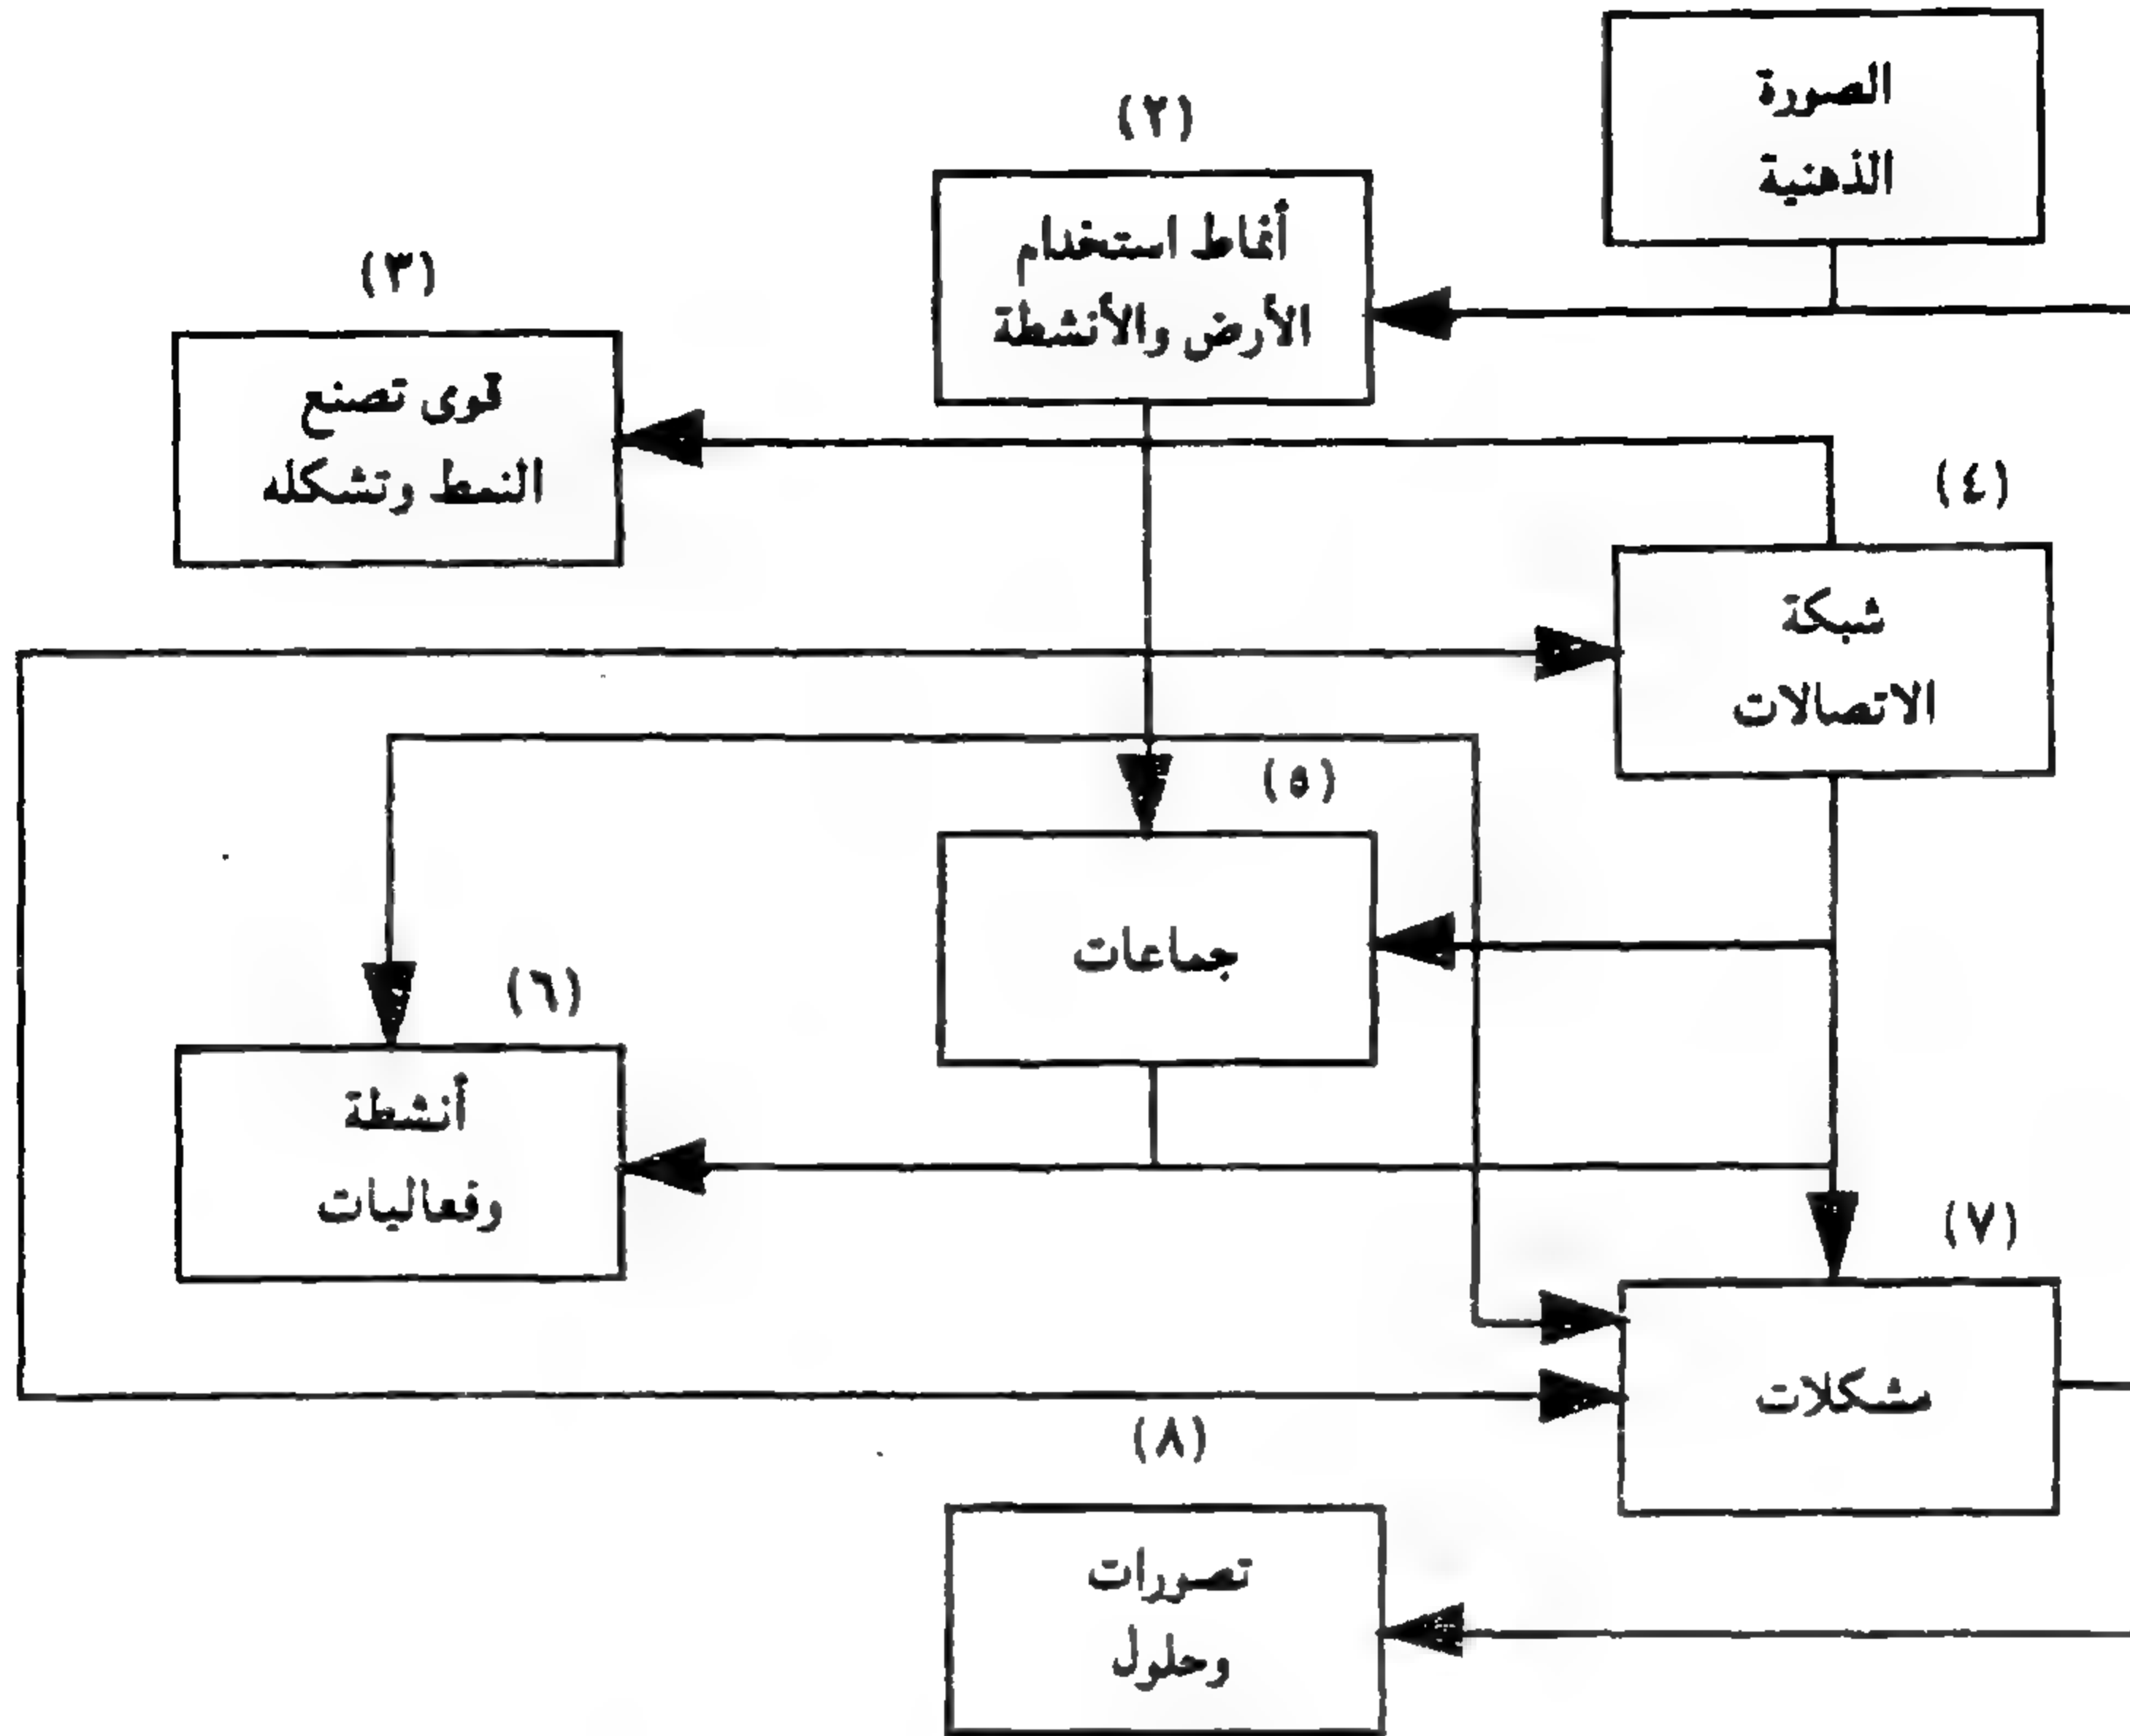 الصورة
الذهنية
(٢)
أنماط استخدام
الأرض والأنشطة
(٣)
قوى تصنع
النمط وتشكله
(٤)
شبكة
الاتصالات
(٥)
جماعات
(٦)
أنشطة
وفعاليات
(٧)
مشكلات
(٨)
تصورات
وحلول